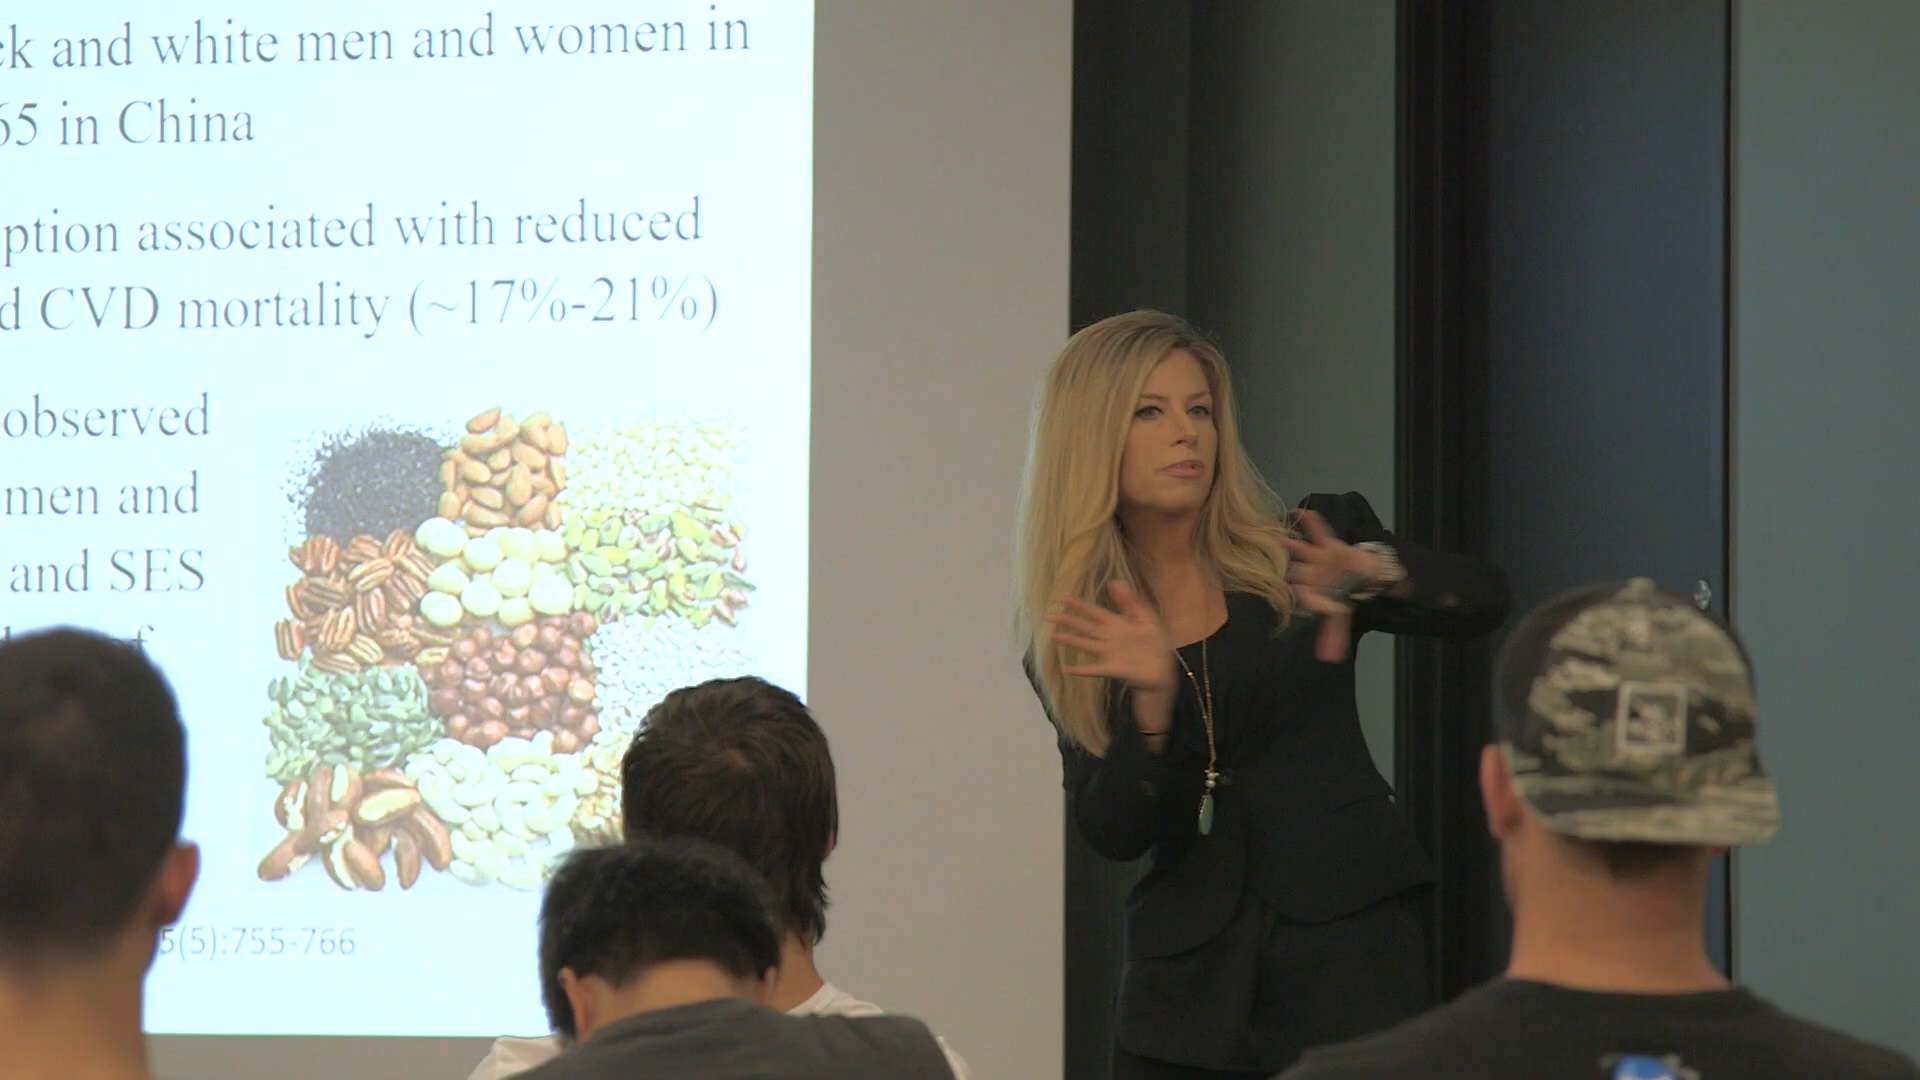 ck and white men and women in
65 in China
ption associated with reduced
d CVD mortality (~17%-21%)
observed
men and
and SES
5(5):755-766